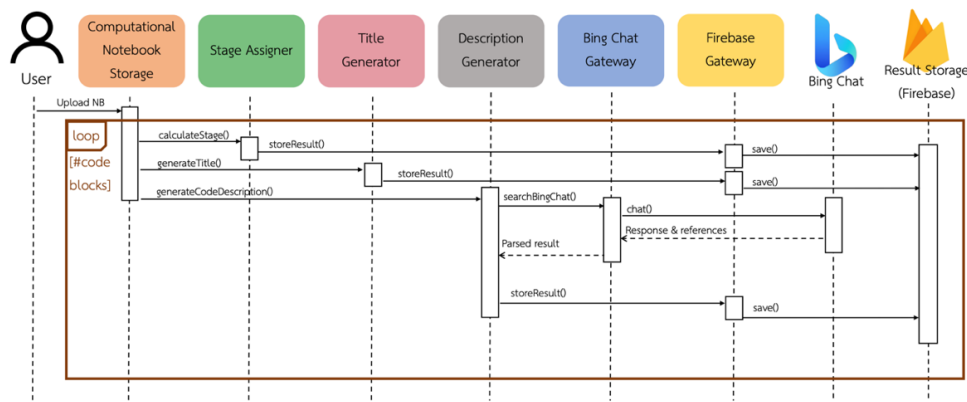 User
Computational
Notebook
Storage
Stage Assigner
Title
Generator
Description
Generator
Bing Chat
Gateway
Firebase
Gateway
Bing Chat
Result Storage
(Firebase)
Upload NB
loop
[#code
blocks]
calculateStage()
storeResult()
save()
generateTitle()
storeResult()
save()
generateCodeDescription()
searchBingChat()
chat()
Response & references
Parsed result
storeResult()
save()